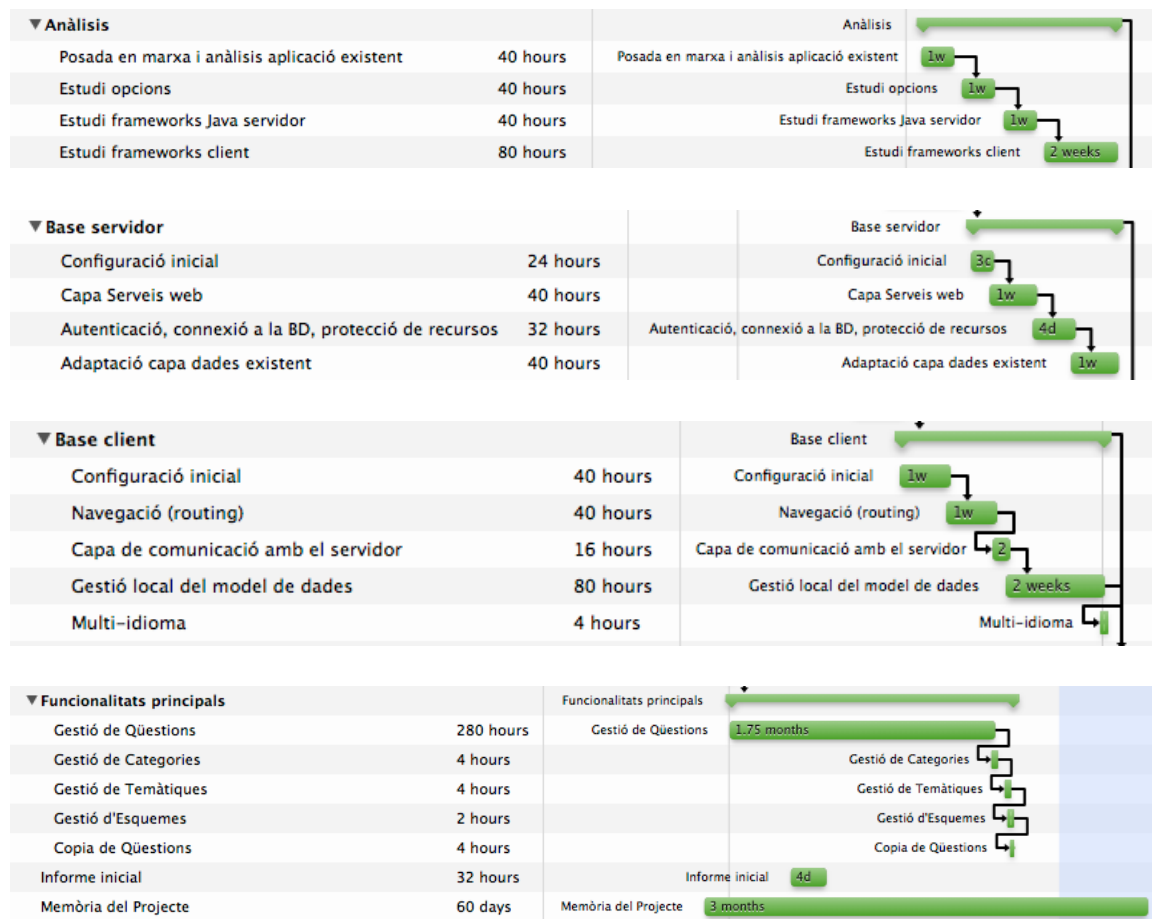 ▼ Anàlisis Anàlisis
Posada en marxa i anàlisis aplicació existent 40 hours Posada en marxa i anàlisis aplicació existent 1w
Estudi opcions 40 hours Estudi opcions 1w
Estudi frameworks Java servidor 40 hours Estudi frameworks Java servidor 1w
Estudi frameworks client 80 hours Estudi frameworks client 2 weeks
▼ Base servidor Base servidor
Configuració inicial 24 hours Configuració inicial 3c
Capa Serveis web 40 hours Capa Serveis web 1w
Autenticació, connexió a la BD, protecció de recursos 32 hours Autenticació, connexió a la BD, protecció de recursos 4d
Adaptació capa dades existent 40 hours Adaptació capa dades existent 1w
▼ Base client Base client
Configuració inicial 40 hours Configuració inicial 1w
Navegació (routing) 40 hours Navegació (routing) 1w
Capa de comunicació amb el servidor 16 hours Capa de comunicació amb el servidor 2
Gestió local del model de dades 80 hours Gestió local del model de dades 2 weeks
Multi-idioma 4 hours Multi-idioma
▼ Funcionalitats principals Funcionalitats principals
Gestió de Qüestions 280 hours Gestió de Qüestions 1.75 months
Gestió de Categories 4 hours Gestió de Categories
Gestió de Temàtiques 4 hours Gestió de Temàtiques
Gestió d'Esquemes 2 hours Gestió d'Esquemes
Copia de Qüestions 4 hours Copia de Qüestions
Informe inicial 32 hours Informe inicial 4d
Memòria del Projecte 60 days Memòria del Projecte 3 months